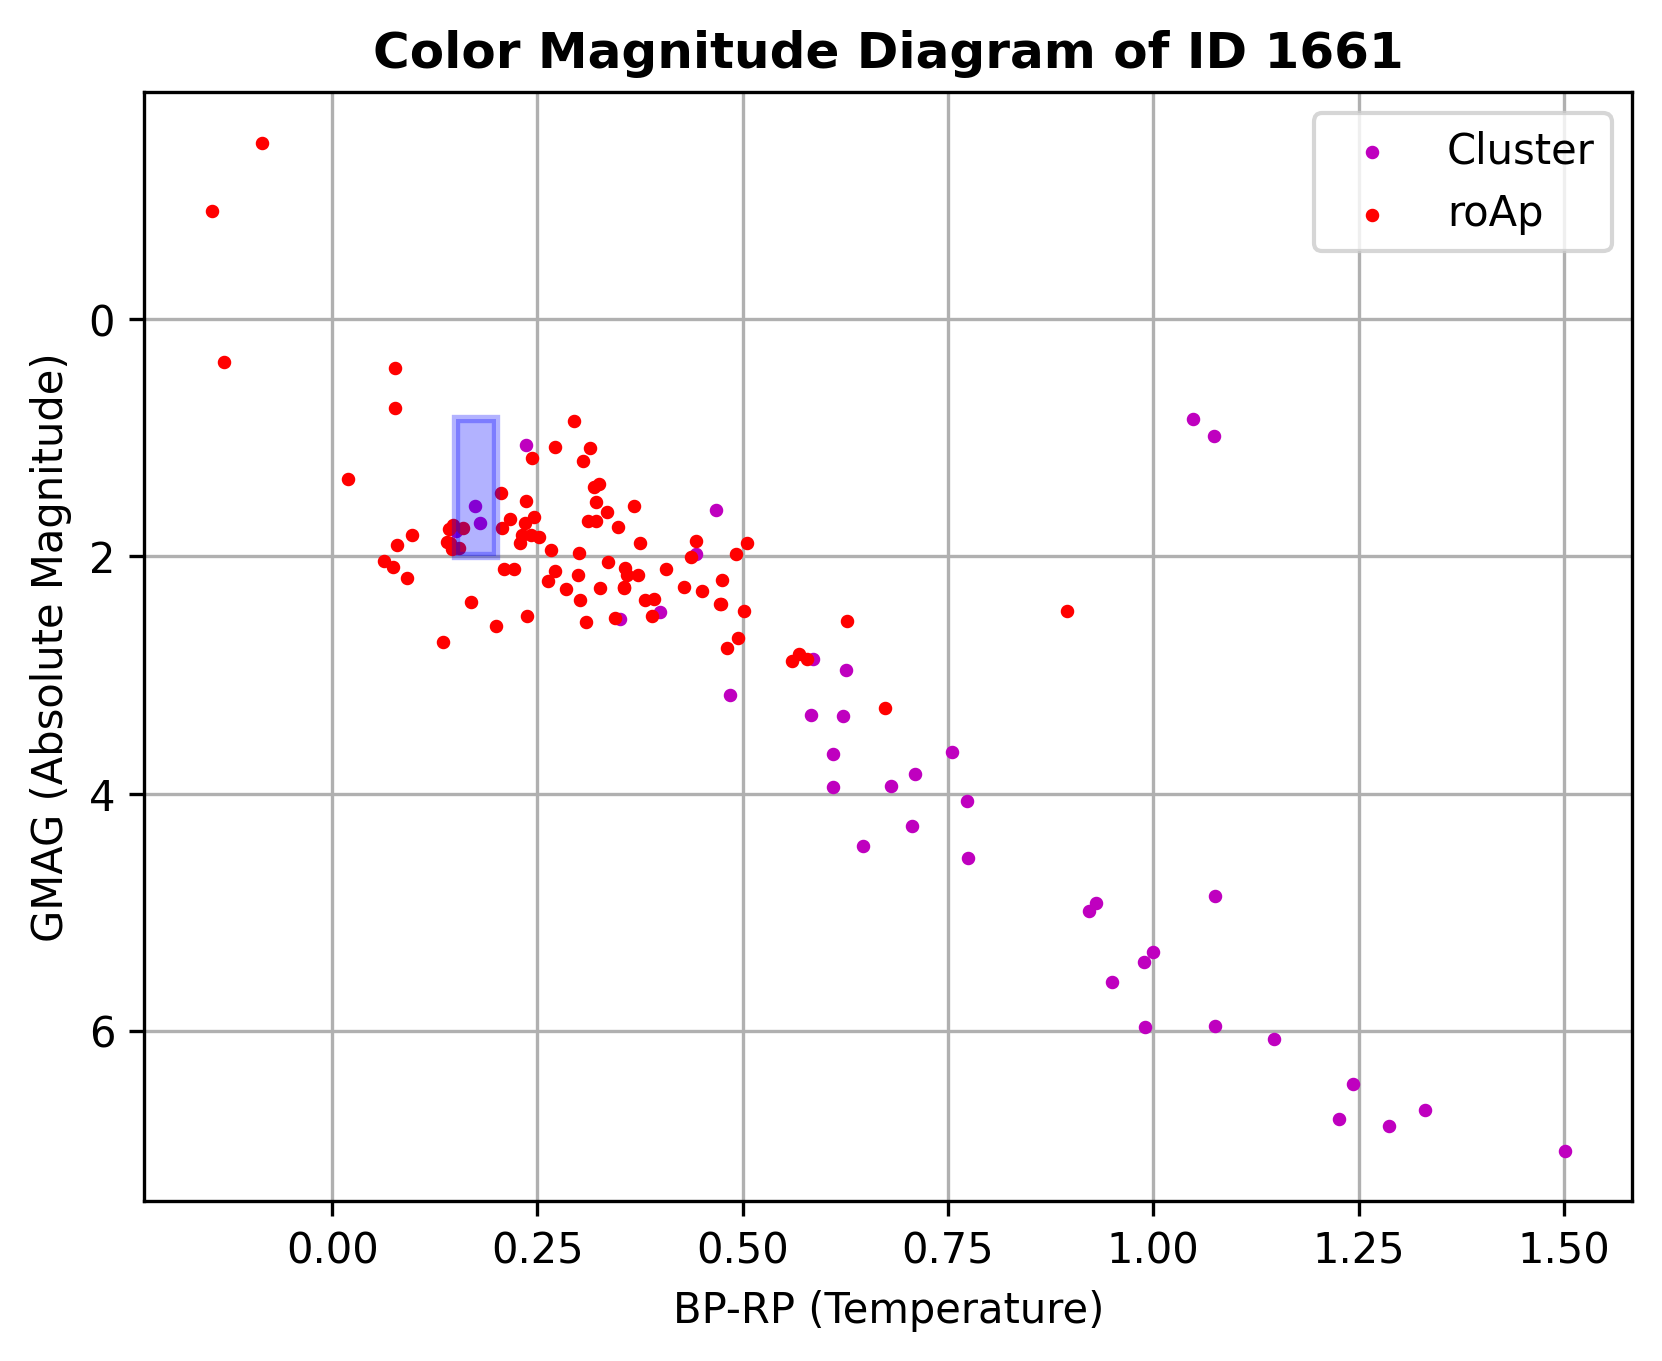 Color Magnitude Diagram of ID 1661
Cluster
roAp
GMAG (Absolute Magnitude)
0
2
4
6
0.00 0.25 0.50 0.75 1.00 1.25 1.50
BP-RP (Temperature)